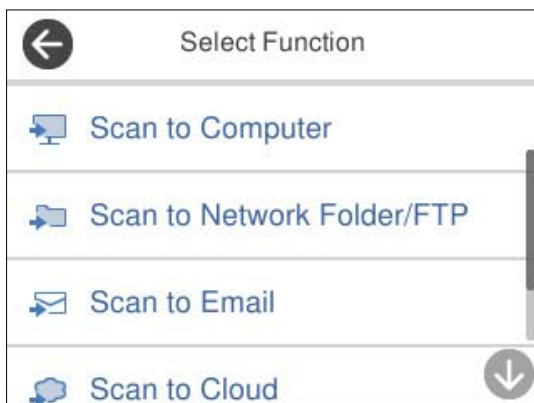 Select Function
Scan to Computer
Scan to Network Folder/FTP
Scan to Email
Scan to Cloud